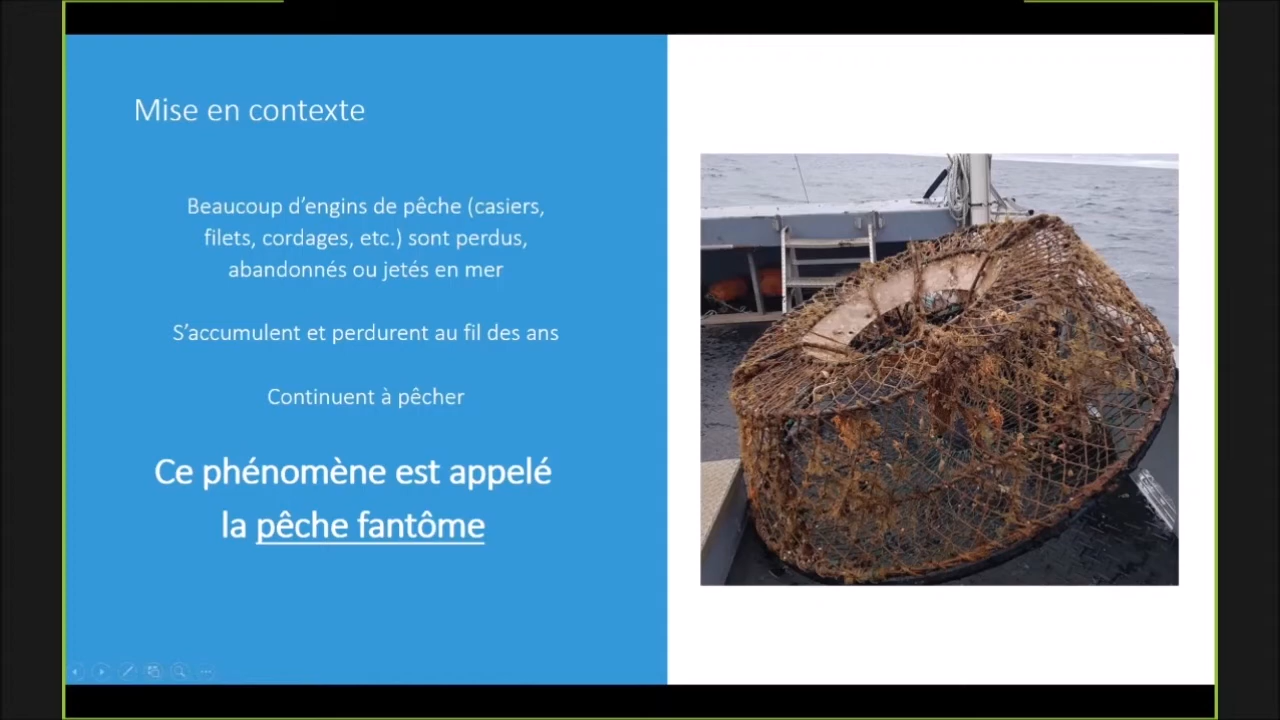 Mise en contexte
Beaucoup d’engins de pêche (casiers,
filets, cordages, etc.) sont perdus,
abandonnés ou jetés en mer
S’accumulent et perdurent au fil des ans
Continuent à pêcher
Ce phénomène est appelé
la pêche fantôme